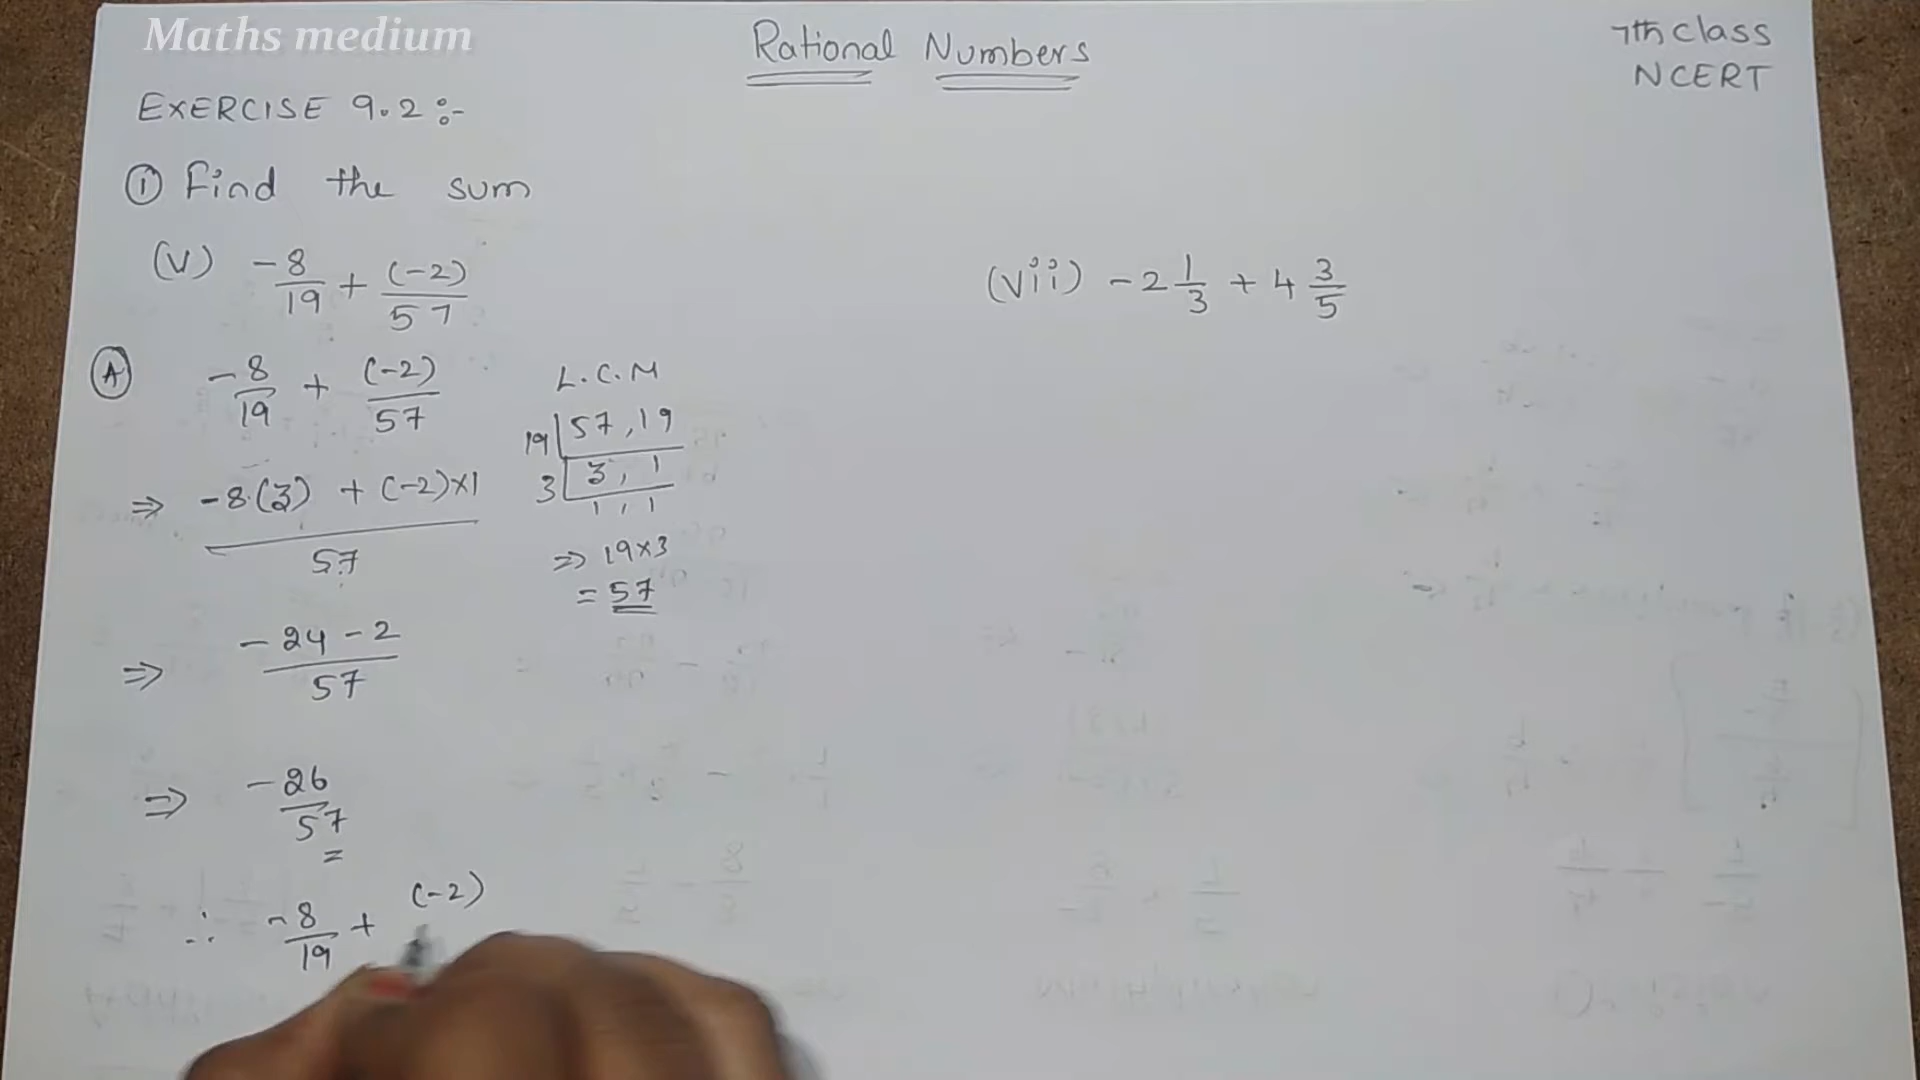 Maths medium
Rational Numbers
7th class
NCERT
EXERCISE 9.2 :-
① Find the sum
(V) -8/19 + (-2)/57
(A) -8/19 + (-2)/57
⇒ -8(3) + (-2)×1 / 57
⇒ -24-2/57
⇒ -26/57
=
∴ -8/19 + (-2)
L.C.M
19 | 57, 19
3 | 3, 1
1, 1
⇒ 19×3
= 57
(vii) -2 1/3 + 4 3/5